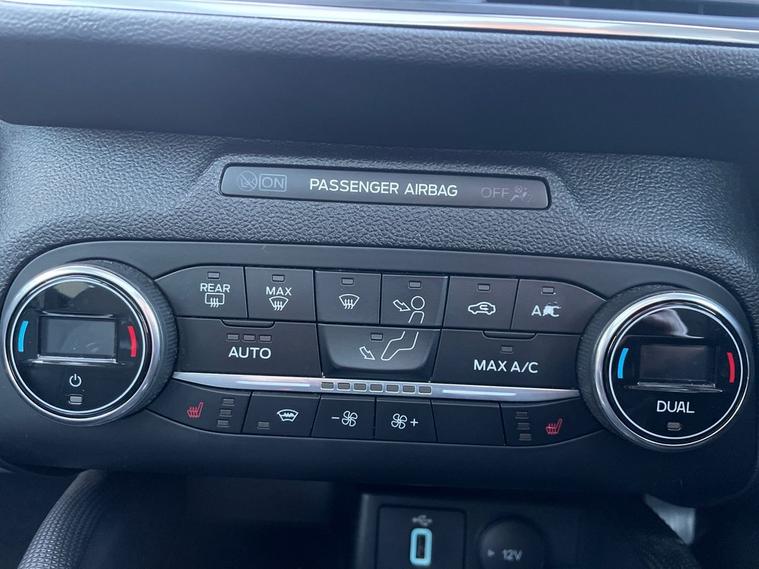 ON PASSENGER AIRBAG OFF
REAR MAX A/C
AUTO MAX A/C
DUAL
- +
12V